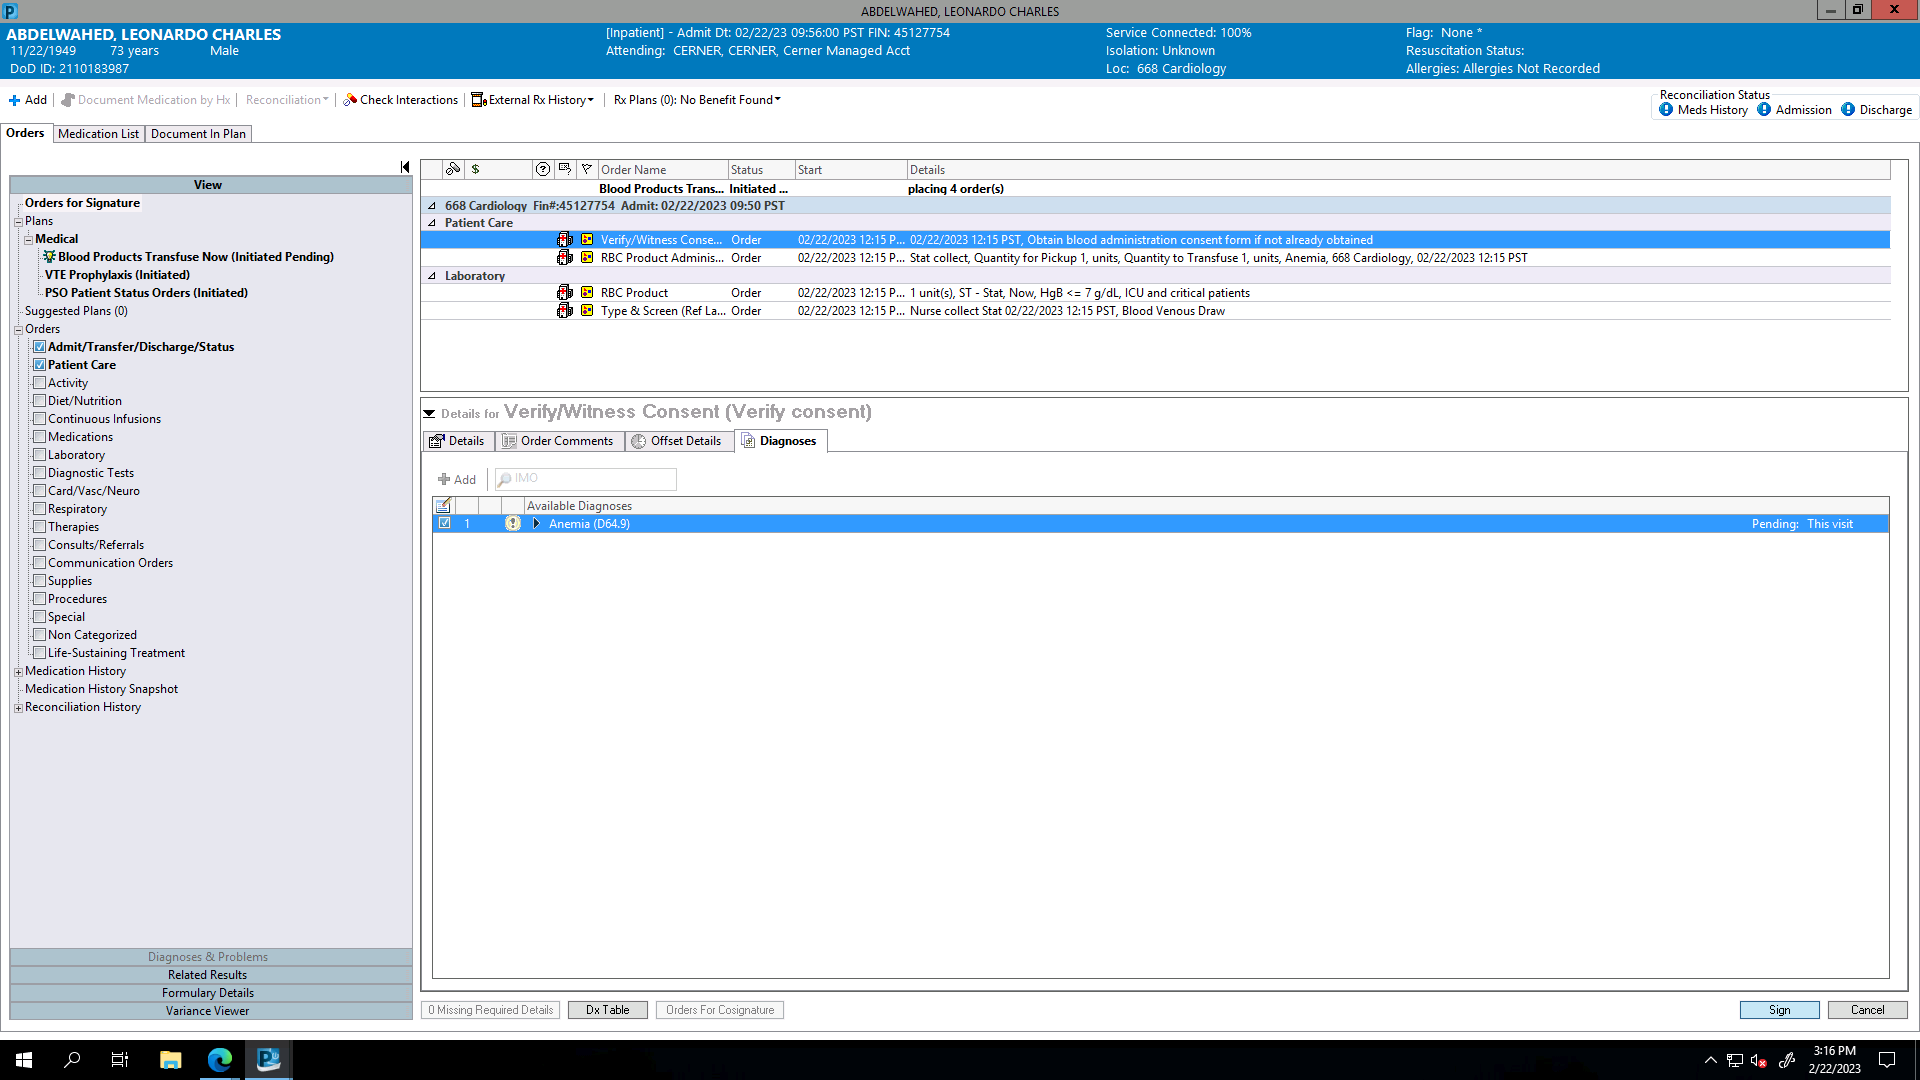 ABDELWAHED, LEONARDO CHARLES
ABDELWAHED, LEONARDO CHARLES
11/22/1949 73 years Male
DoD ID: 2110183987
[Inpatient] - Admit Dt: 02/22/23 09:56:00 PST FIN: 45127754
Attending: CERNER, CERNER, Cerner Managed Acct
Service Connected: 100%
Isolation: Unknown
Loc: 668 Cardiology
Flag: None *
Resuscitation Status:
Allergies: Allergies Not Recorded
Add Document Medication by Hx Reconciliation Check Interactions External Rx History Rx Plans (0): No Benefit Found
Reconciliation Status
Meds History Admission Discharge
Orders Medication List Document In Plan
View
Orders for Signature
Plans
Medical
Blood Products Transfuse Now (Initiated Pending)
VTE Prophylaxis (Initiated)
PSO Patient Status Orders (Initiated)
Suggested Plans (0)
Orders
Admit/Transfer/Discharge/Status
Patient Care
Activity
Diet/Nutrition
Continuous Infusions
Medications
Laboratory
Diagnostic Tests
Card/Vasc/Neuro
Respiratory
Therapies
Consults/Referrals
Communication Orders
Supplies
Procedures
Special
Non Categorized
Life-Sustaining Treatment
Medication History
Medication History Snapshot
Reconciliation History
Diagnoses & Problems
Related Results
Formulary Details
Variance Viewer
$ Order Name Status Start Details
Blood Products Trans... Initiated ... placing 4 order(s)
668 Cardiology Fin#:45127754 Admit: 02/22/2023 09:50 PST
Patient Care
Verify/Witness Conse... Order 02/22/2023 12:15 P... 02/22/2023 12:15 PST, Obtain blood administration consent form if not already obtained
RBC Product Adminis... Order 02/22/2023 12:15 P... Stat collect, Quantity for Pickup 1, units, Quantity to Transfuse 1, units, Anemia, 668 Cardiology, 02/22/2023 12:15 PST
Laboratory
RBC Product Order 02/22/2023 12:15 P... 1 unit(s), ST - Stat, Now, HgB <= 7 g/dL, ICU and critical patients
Type & Screen (Ref La... Order 02/22/2023 12:15 P... Nurse collect Stat 02/22/2023 12:15 PST, Blood Venous Draw
Details for Verify/Witness Consent (Verify consent)
Details Order Comments Offset Details Diagnoses
Add IMO
Available Diagnoses
1 Anemia (D64.9) Pending: This visit
0 Missing Required Details Dx Table Orders For Cosignature Sign Cancel
3:16 PM
2/22/2023